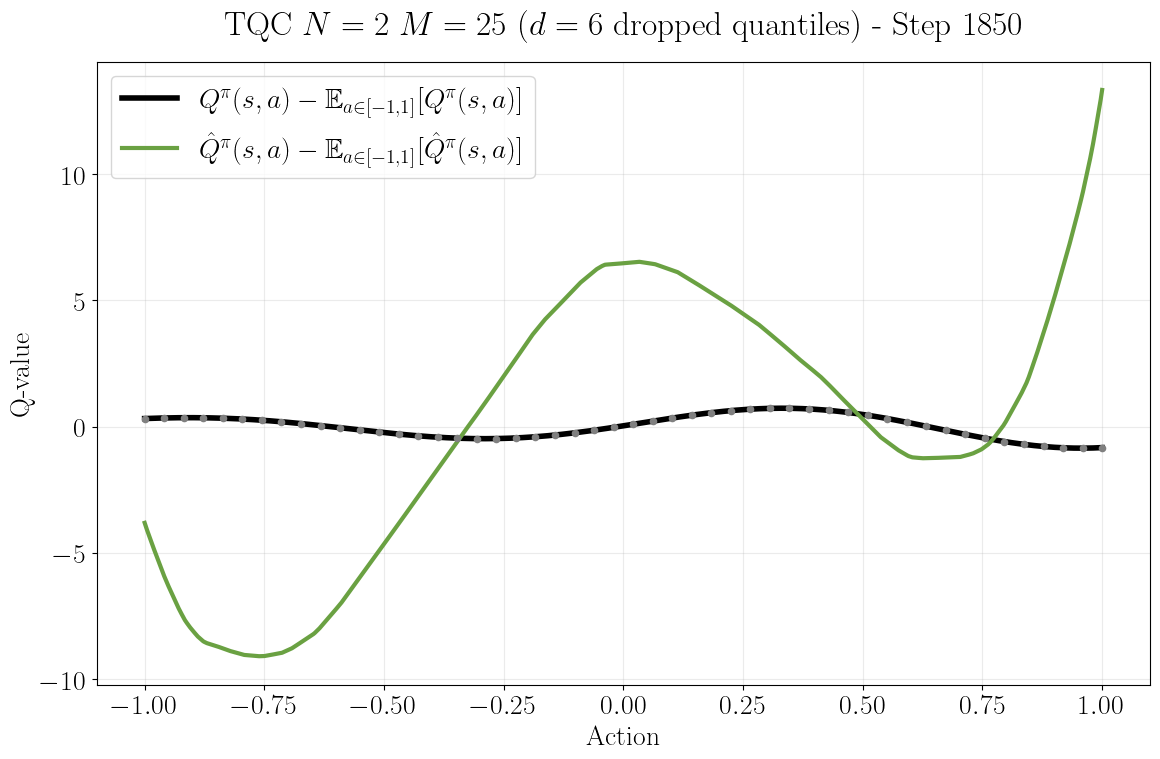 TQC N = 2 M = 25 (d = 6 dropped quantiles) - Step 1850
Q^π(s, a) − 𝔼_{a∈[−1,1]}[Q^π(s, a)]
Q̂^π(s, a) − 𝔼_{a∈[−1,1]}[Q̂^π(s, a)]
Q-value
10
5
0
−5
−10
−1.00 −0.75 −0.50 −0.25 0.00 0.25 0.50 0.75 1.00
Action